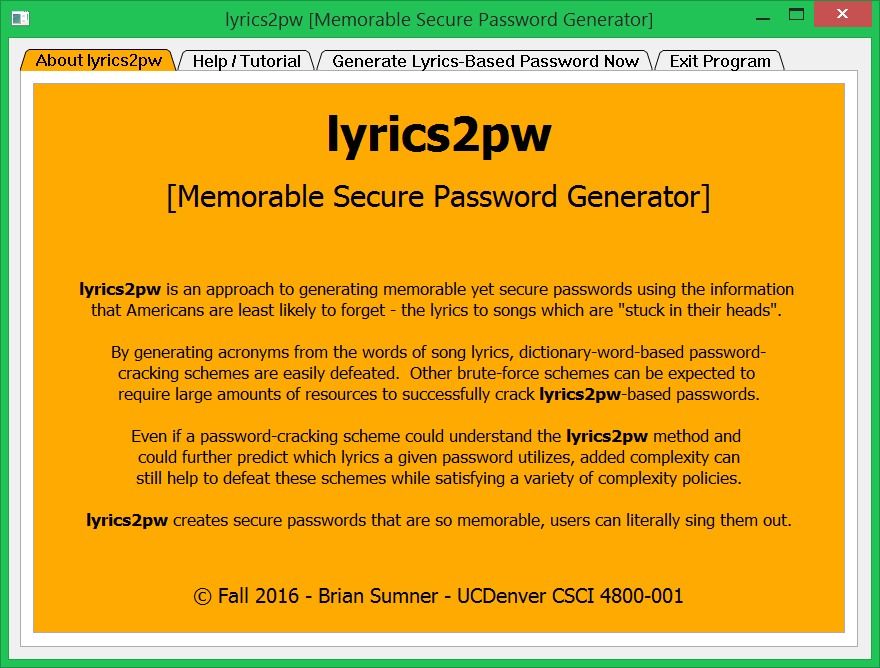 lyrics2pw [Memorable Secure Password Generator]
About lyrics2pw Help / Tutorial Generate Lyrics-Based Password Now Exit Program
lyrics2pw
[Memorable Secure Password Generator]
lyrics2pw is an approach to generating memorable yet secure passwords using the information
that Americans are least likely to forget - the lyrics to songs which are "stuck in their heads".
By generating acronyms from the words of song lyrics, dictionary-word-based password-
cracking schemes are easily defeated.  Other brute-force schemes can be expected to
require large amounts of resources to successfully crack lyrics2pw-based passwords.
Even if a password-cracking scheme could understand the lyrics2pw method and
could further predict which lyrics a given password utilizes, added complexity can
still help to defeat these schemes while satisfying a variety of complexity policies.
lyrics2pw creates secure passwords that are so memorable, users can literally sing them out.
© Fall 2016 - Brian Sumner - UCDenver CSCI 4800-001